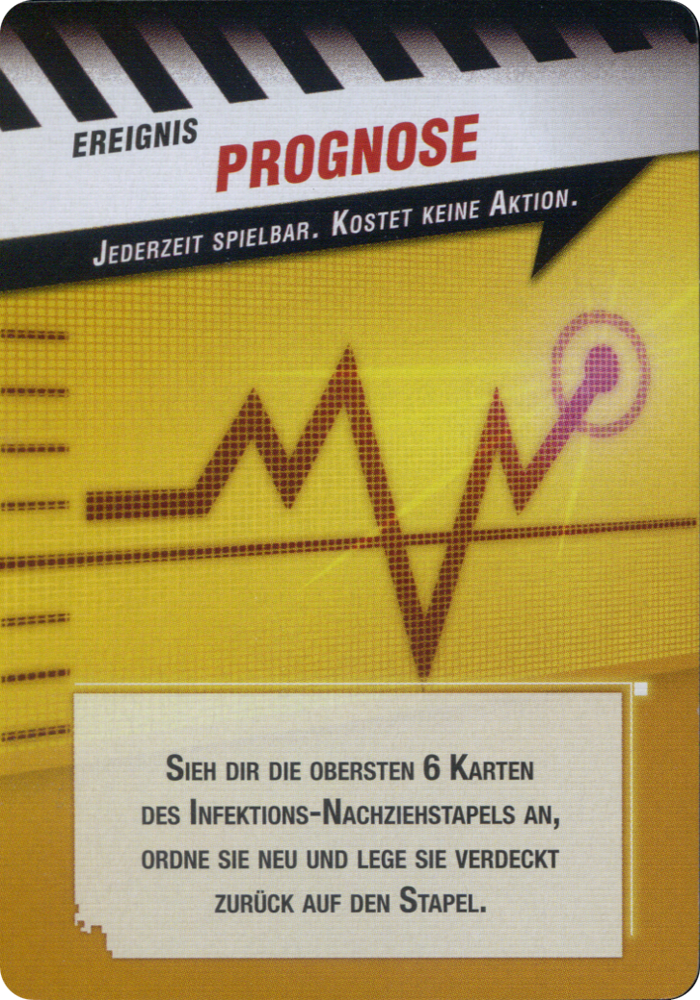 EREIGNIS
PROGNOSE
JEDERZEIT SPIELBAR. KOSTET KEINE AKTION.
SIEH DIR DIE OBERSTEN 6 KARTEN
DES INFEKTIONS-NACHZIEHSTAPELS AN,
ORDNE SIE NEU UND LEGE SIE VERDECKT
ZURÜCK AUF DEN STAPEL.